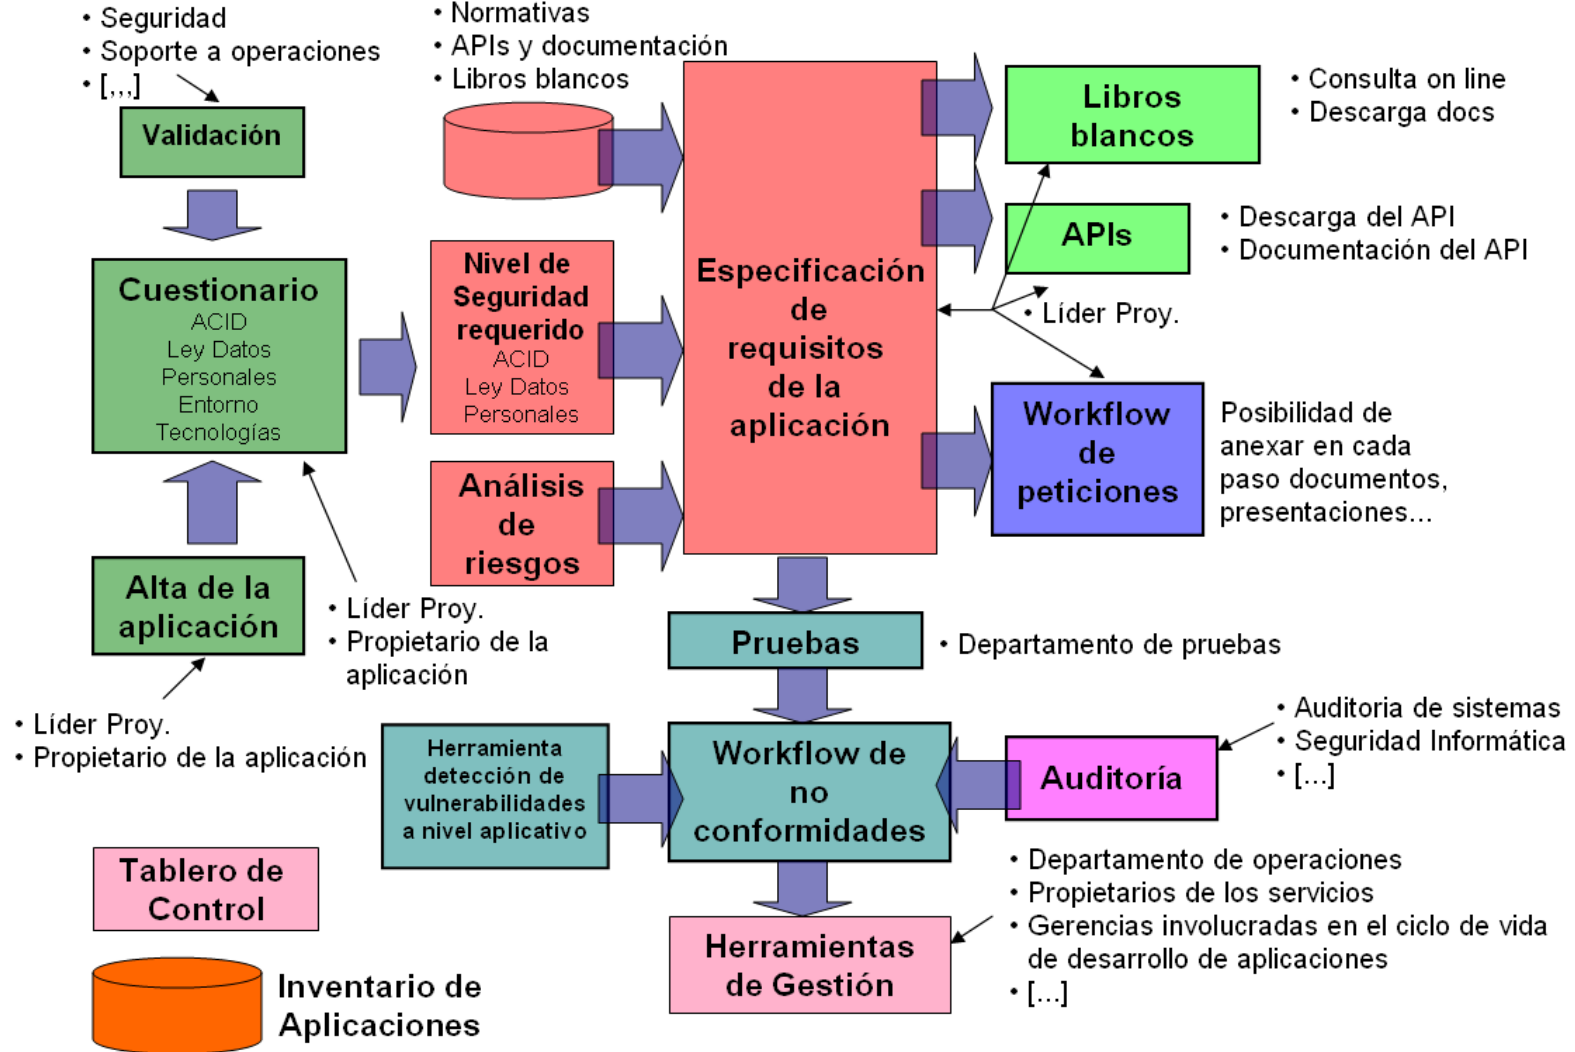 • Seguridad
• Soporte a operaciones
• [,,,]
• Normativas
• APIs y documentación
• Libros blancos
Validación
Libros
blancos
• Consulta on line
• Descarga docs
APIs
• Descarga del API
• Documentación del API
Cuestionario
ACID
Ley Datos
Personales
Entorno
Tecnologías
Nivel de
Seguridad
requerido
ACID
Ley Datos
Personales
Especificación
de
requisitos
de la
aplicación
• Líder Proy.
Workflow
de
peticiones
Posibilidad de
anexar en cada
paso documentos,
presentaciones...
Análisis
de
riesgos
Alta de la
aplicación
• Líder Proy.
• Propietario de la
aplicación
• Líder Proy.
• Propietario de la aplicación
Pruebas
• Departamento de pruebas
Herramienta
detección de
vulnerabilidades
a nivel aplicativo
Workflow de
no
conformidades
Auditoría
• Auditoria de sistemas
• Seguridad Informática
• [...]
Tablero de
Control
Herramientas
de Gestión
• Departamento de operaciones
• Propietarios de los servicios
• Gerencias involucradas en el ciclo de vida
de desarrollo de aplicaciones
• [...]
Inventario de
Aplicaciones